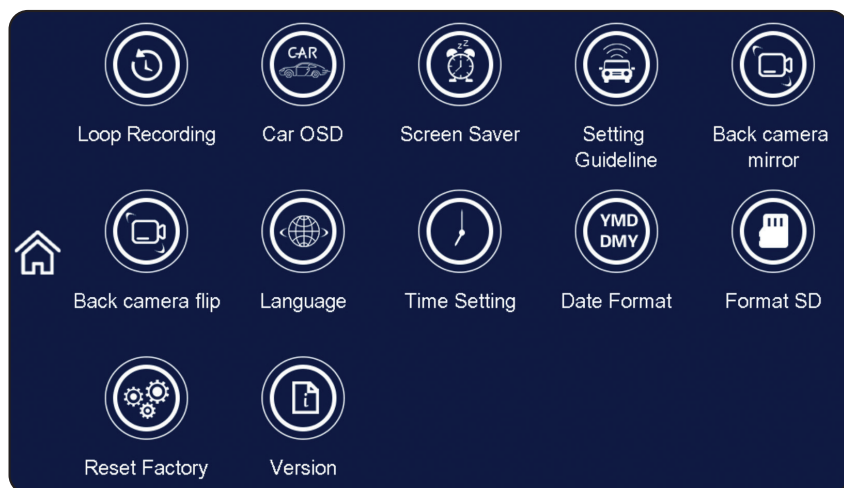 CAR
zZ
Loop Recording
Car OSD
Screen Saver
Setting
Guideline
Back camera
mirror
YMD
DMY
Back camera flip
Language
Time Setting
Date Format
Format SD
i
Reset Factory
Version